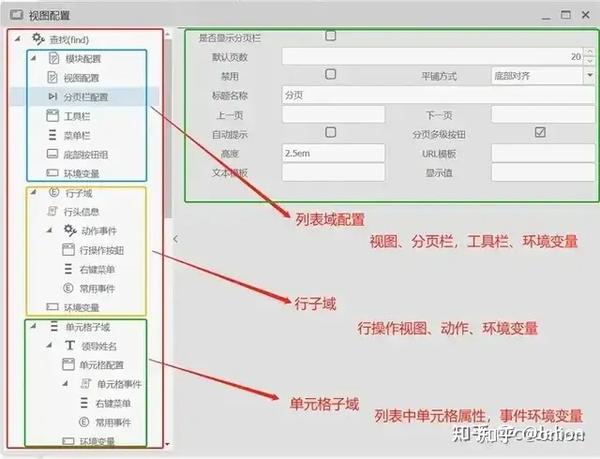 视图配置
查找(find)
模块配置
视图配置
分页栏配置
工具栏
菜单栏
底部按钮组
环境变量
行子域
行头信息
动作事件
行操作按钮
右键菜单
常用事件
环境变量
单元格子域
领导姓名
单元格配置
单元格事件
右键菜单
常用事件
环境变量
是否显示分页栏
默认页数 20
禁用 平铺方式 底部对齐
标题名称 分页
上一页 下一页
自动提示 分页多级按钮
高度 2.5em URL模板
文本模板 显示值
列表域配置
视图、分页栏，工具栏、环境变量
行子域
行操作视图、动作、环境变量
单元格子域
列表中单元格属性，事件环境变量